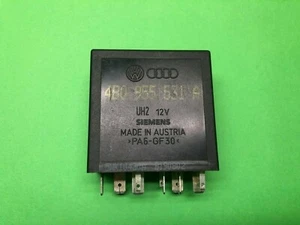 4B0 955 531 A
UH2 12V
SIEMENS
MADE IN AUSTRIA
>PA6-GF30<